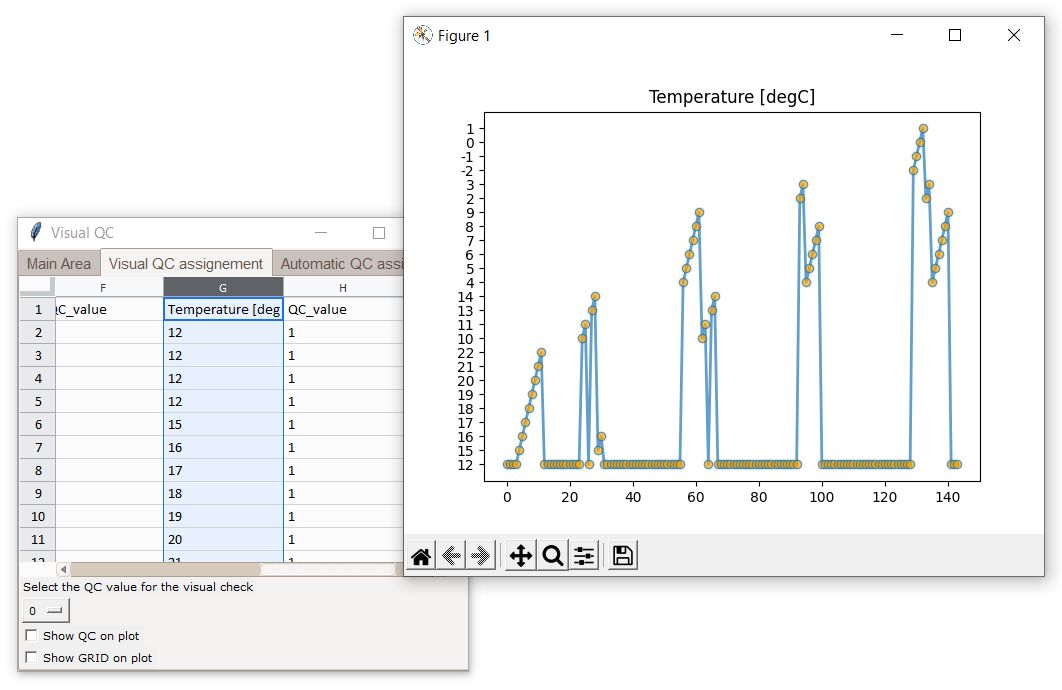 Figure 1
Temperature [degC]
1
0
-1
-2
3
2
9
8
7
6
5
4
14
13
11
10
22
21
20
19
18
17
16
15
12
0 20 40 60 80 100 120 140
Visual QC
Main Area Visual QC assignement Automatic QC assi
F G H
1 QC_value Temperature [deg QC_value
2 12 1
3 12 1
4 12 1
5 12 1
6 15 1
7 16 1
8 17 1
9 18 1
10 19 1
11 20 1
12 21 1
Select the QC value for the visual check
0
Show QC on plot
Show GRID on plot